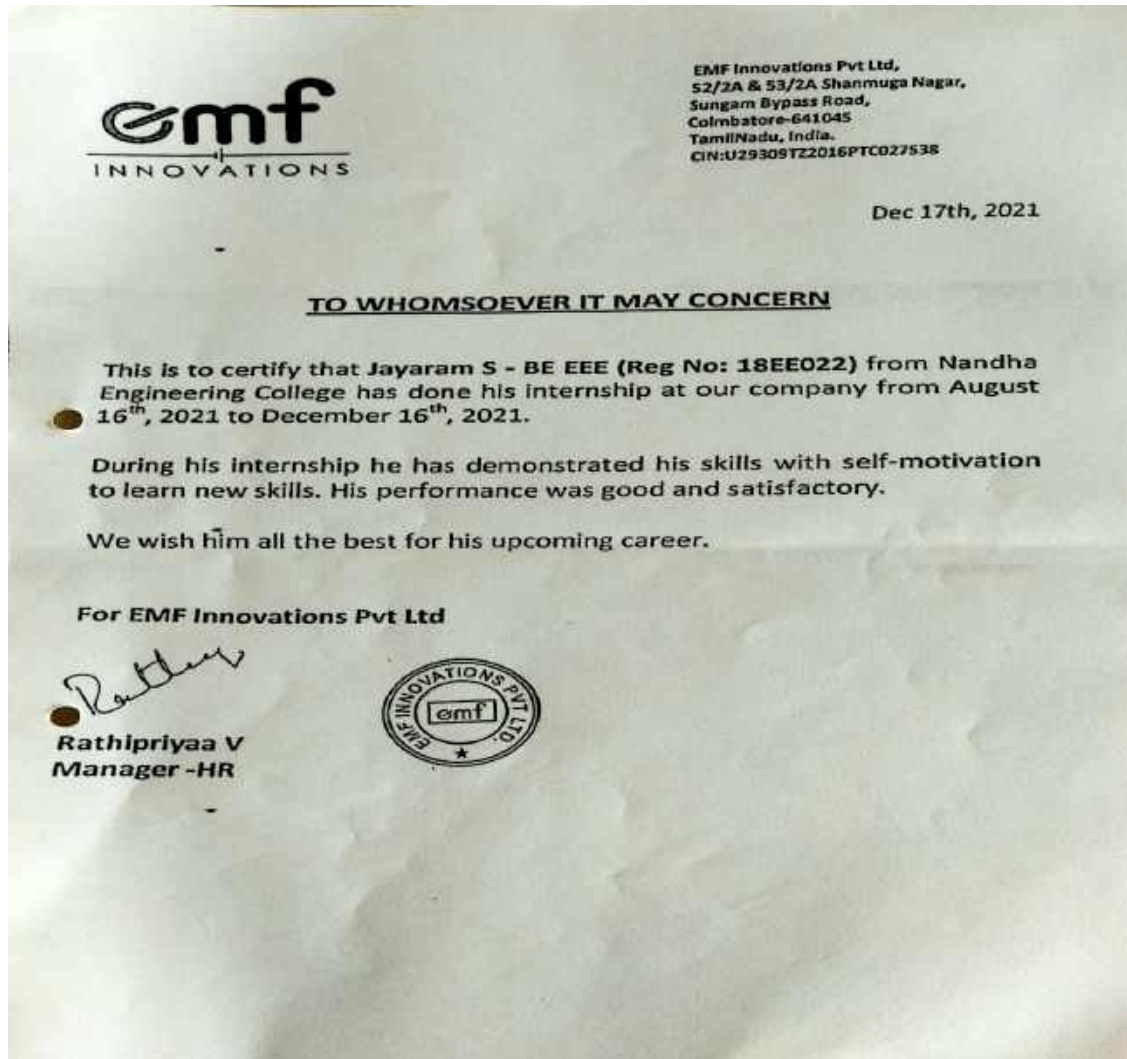 emf
INNOVATIONS
EMF Innovations Pvt Ltd,
52/2A & 53/2A Shanmuga Nagar,
Sungam Bypass Road,
Coimbatore-641045
TamilNadu, India.
CIN:U29309TZ2016PTC027538
Dec 17th, 2021
TO WHOMSOEVER IT MAY CONCERN
This is to certify that Jayaram S - BE EEE (Reg No: 18EE022) from Nandha
Engineering College has done his internship at our company from August
16th, 2021 to December 16th, 2021.
During his internship he has demonstrated his skills with self-motivation
to learn new skills. His performance was good and satisfactory.
We wish him all the best for his upcoming career.
For EMF Innovations Pvt Ltd
Rathipriyaa V
Manager -HR
EMF INNOVATIONS PVT LTD.
emf